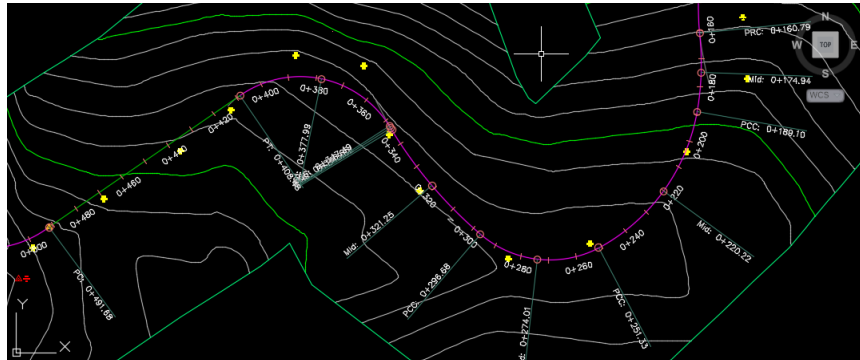 0+160
PRC: 0+160.79
N
W
TOP
E
S
WCS
Mid: 0+174.94
0+180
PCC: 0+189.10
0+200
0+220
Mid: 0+220.22
0+240
PCC: 0+251.33
0+260
0+274.01
0+280
PCC: 0+296.68
0+300
0+320
Mid: 0+321.25
0+340
0+360
0+377.99
0+380
0+400
0+420
0+440
0+460
0+480
PC: 0+491.68
0+500
Y
X